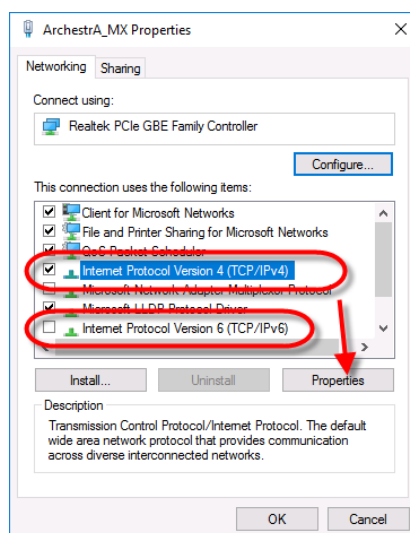 ArchestrA_MX Properties
Networking
Sharing
Connect using:
Realtek PCIe GBE Family Controller
Configure...
This connection uses the following items:
Client for Microsoft Networks
File and Printer Sharing for Microsoft Networks
QoS Packet Scheduler
Internet Protocol Version 4 (TCP/IPv4)
Microsoft Network Adapter Multiplexor Protocol
Microsoft LLDP Protocol Driver
Internet Protocol Version 6 (TCP/IPv6)
Install...
Uninstall
Properties
Description
Transmission Control Protocol/Internet Protocol. The default
wide area network protocol that provides communication
across diverse interconnected networks.
OK
Cancel